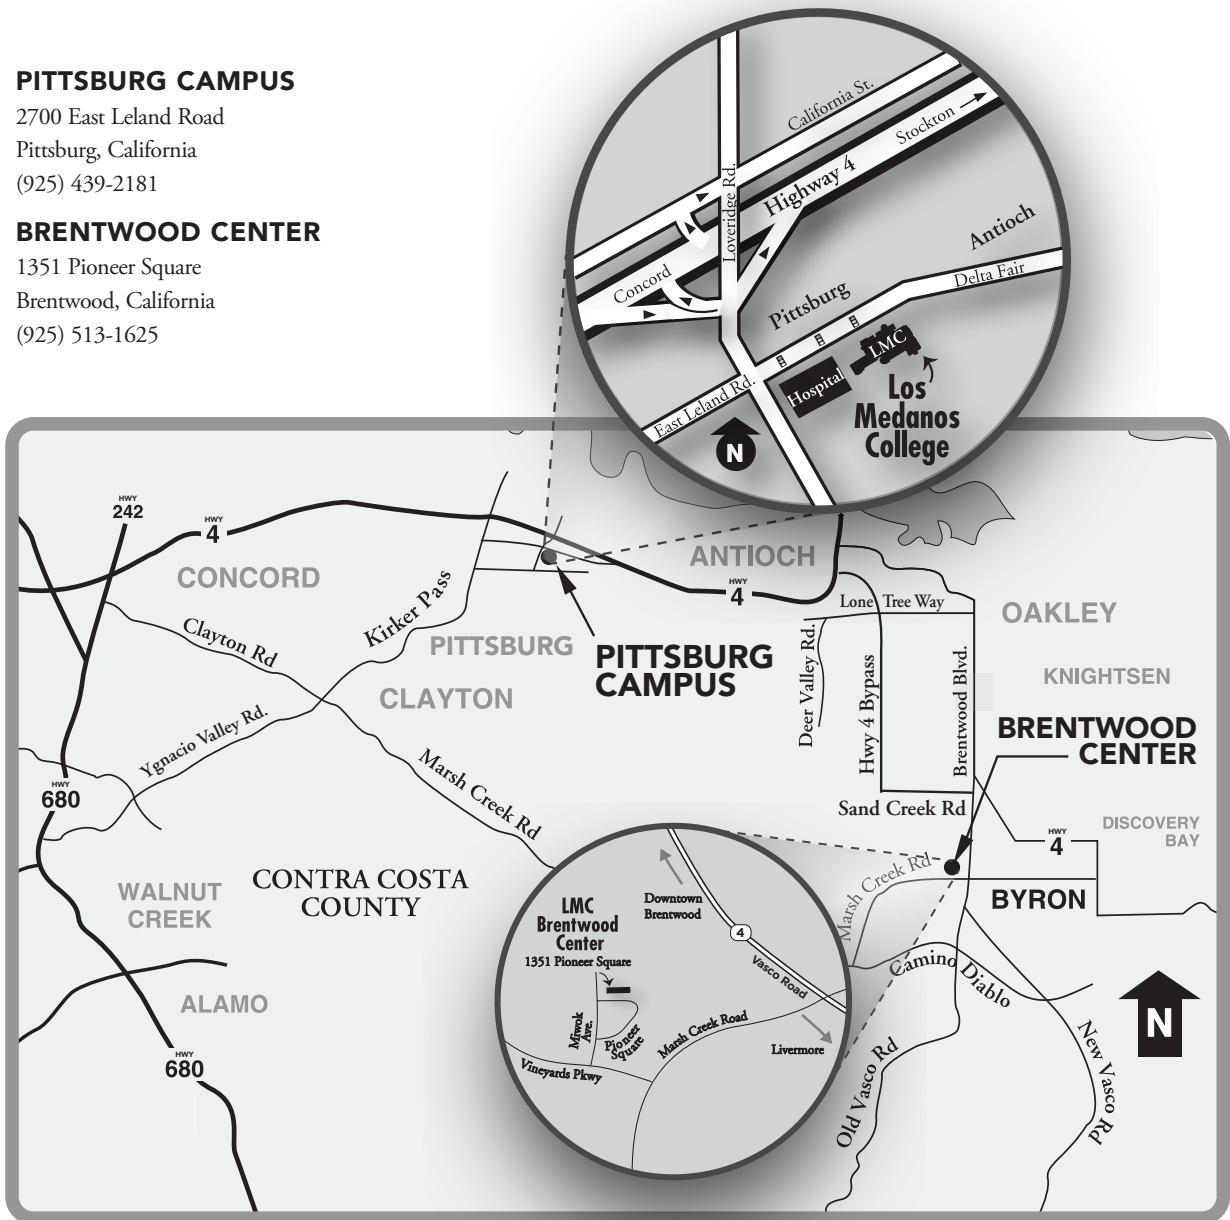 PITTSBURG CAMPUS
2700 East Leland Road
Pittsburg, California
(925) 439-2181
BRENTWOOD CENTER
1351 Pioneer Square
Brentwood, California
(925) 513-1625
California St.
Stockton
Highway 4
Loveridge Rd.
Concord
Antioch
Delta Fair
Pittsburg
LMC
Hospital
East Leland Rd.
Los
Medanos
College
N
HWY
242
HWY
4
CONCORD
Kirker Pass
Clayton Rd
PITTSBURG
CLAYTON
PITTSBURG
CAMPUS
ANTIOCH
HWY
4
Lone Tree Way
OAKLEY
Deer Valley Rd.
Hwy 4 Bypass
Brentwood Blvd.
KNIGHTSEN
BRENTWOOD
CENTER
Ygnacio Valley Rd.
Marsh Creek Rd
HWY
680
Sand Creek Rd
HWY
4
DISCOVERY
BAY
WALNUT
CREEK
CONTRA COSTA
COUNTY
Marsh Creek Rd
BYRON
Camino Diablo
ALAMO
HWY
680
Old Vasco Rd
New Vasco Rd
N
LMC
Brentwood
Center
1351 Pioneer Square
Downtown
Brentwood
4
Vasco Road
Miwok
Ave.
Pioneer
Square
Marsh Creek Road
Livermore
Vineyards Pkwy